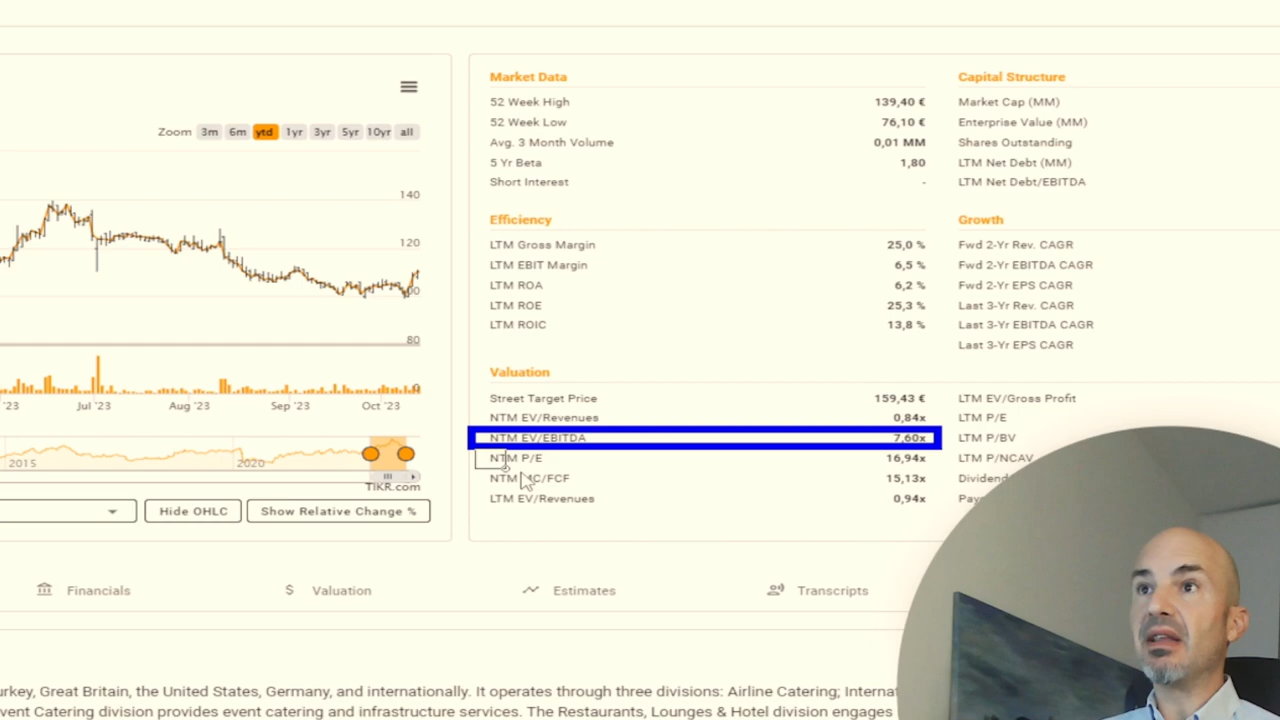 Zoom 3m 6m ytd 1yr 3yr 5yr 10yr all
140
120
80
0
'23 Jul '23 Aug '23 Sep '23 Oct '23
2015 2020
TIKR.com
Hide OHLC Show Relative Change %
Market Data
52 Week High 139,40 €
52 Week Low 76,10 €
Avg. 3 Month Volume 0,01 MM
5 Yr Beta 1,80
Short Interest -
Efficiency
LTM Gross Margin 25,0 %
LTM EBIT Margin 6,5 %
LTM ROA 6,2 %
LTM ROE 25,3 %
LTM ROIC 13,8 %
Valuation
Street Target Price 159,43 €
NTM EV/Revenues 0,84x
NTM EV/EBITDA 7,60x
NTM P/E 16,94x
NTM MC/FCF 15,13x
LTM EV/Revenues 0,94x
Capital Structure
Market Cap (MM)
Enterprise Value (MM)
Shares Outstanding
LTM Net Debt (MM)
LTM Net Debt/EBITDA
Growth
Fwd 2-Yr Rev. CAGR
Fwd 2-Yr EBITDA CAGR
Fwd 2-Yr EPS CAGR
Last 3-Yr Rev. CAGR
Last 3-Yr EBITDA CAGR
Last 3-Yr EPS CAGR
LTM EV/Gross Profit
LTM P/E
LTM P/BV
LTM P/NCAV
Dividend
Financials $ Valuation Estimates Transcripts
urkey, Great Britain, the United States, Germany, and internationally. It operates through three divisions: Airline Catering; Internat
vent Catering division provides event catering and infrastructure services. The Restaurants, Lounges & Hotel division engages